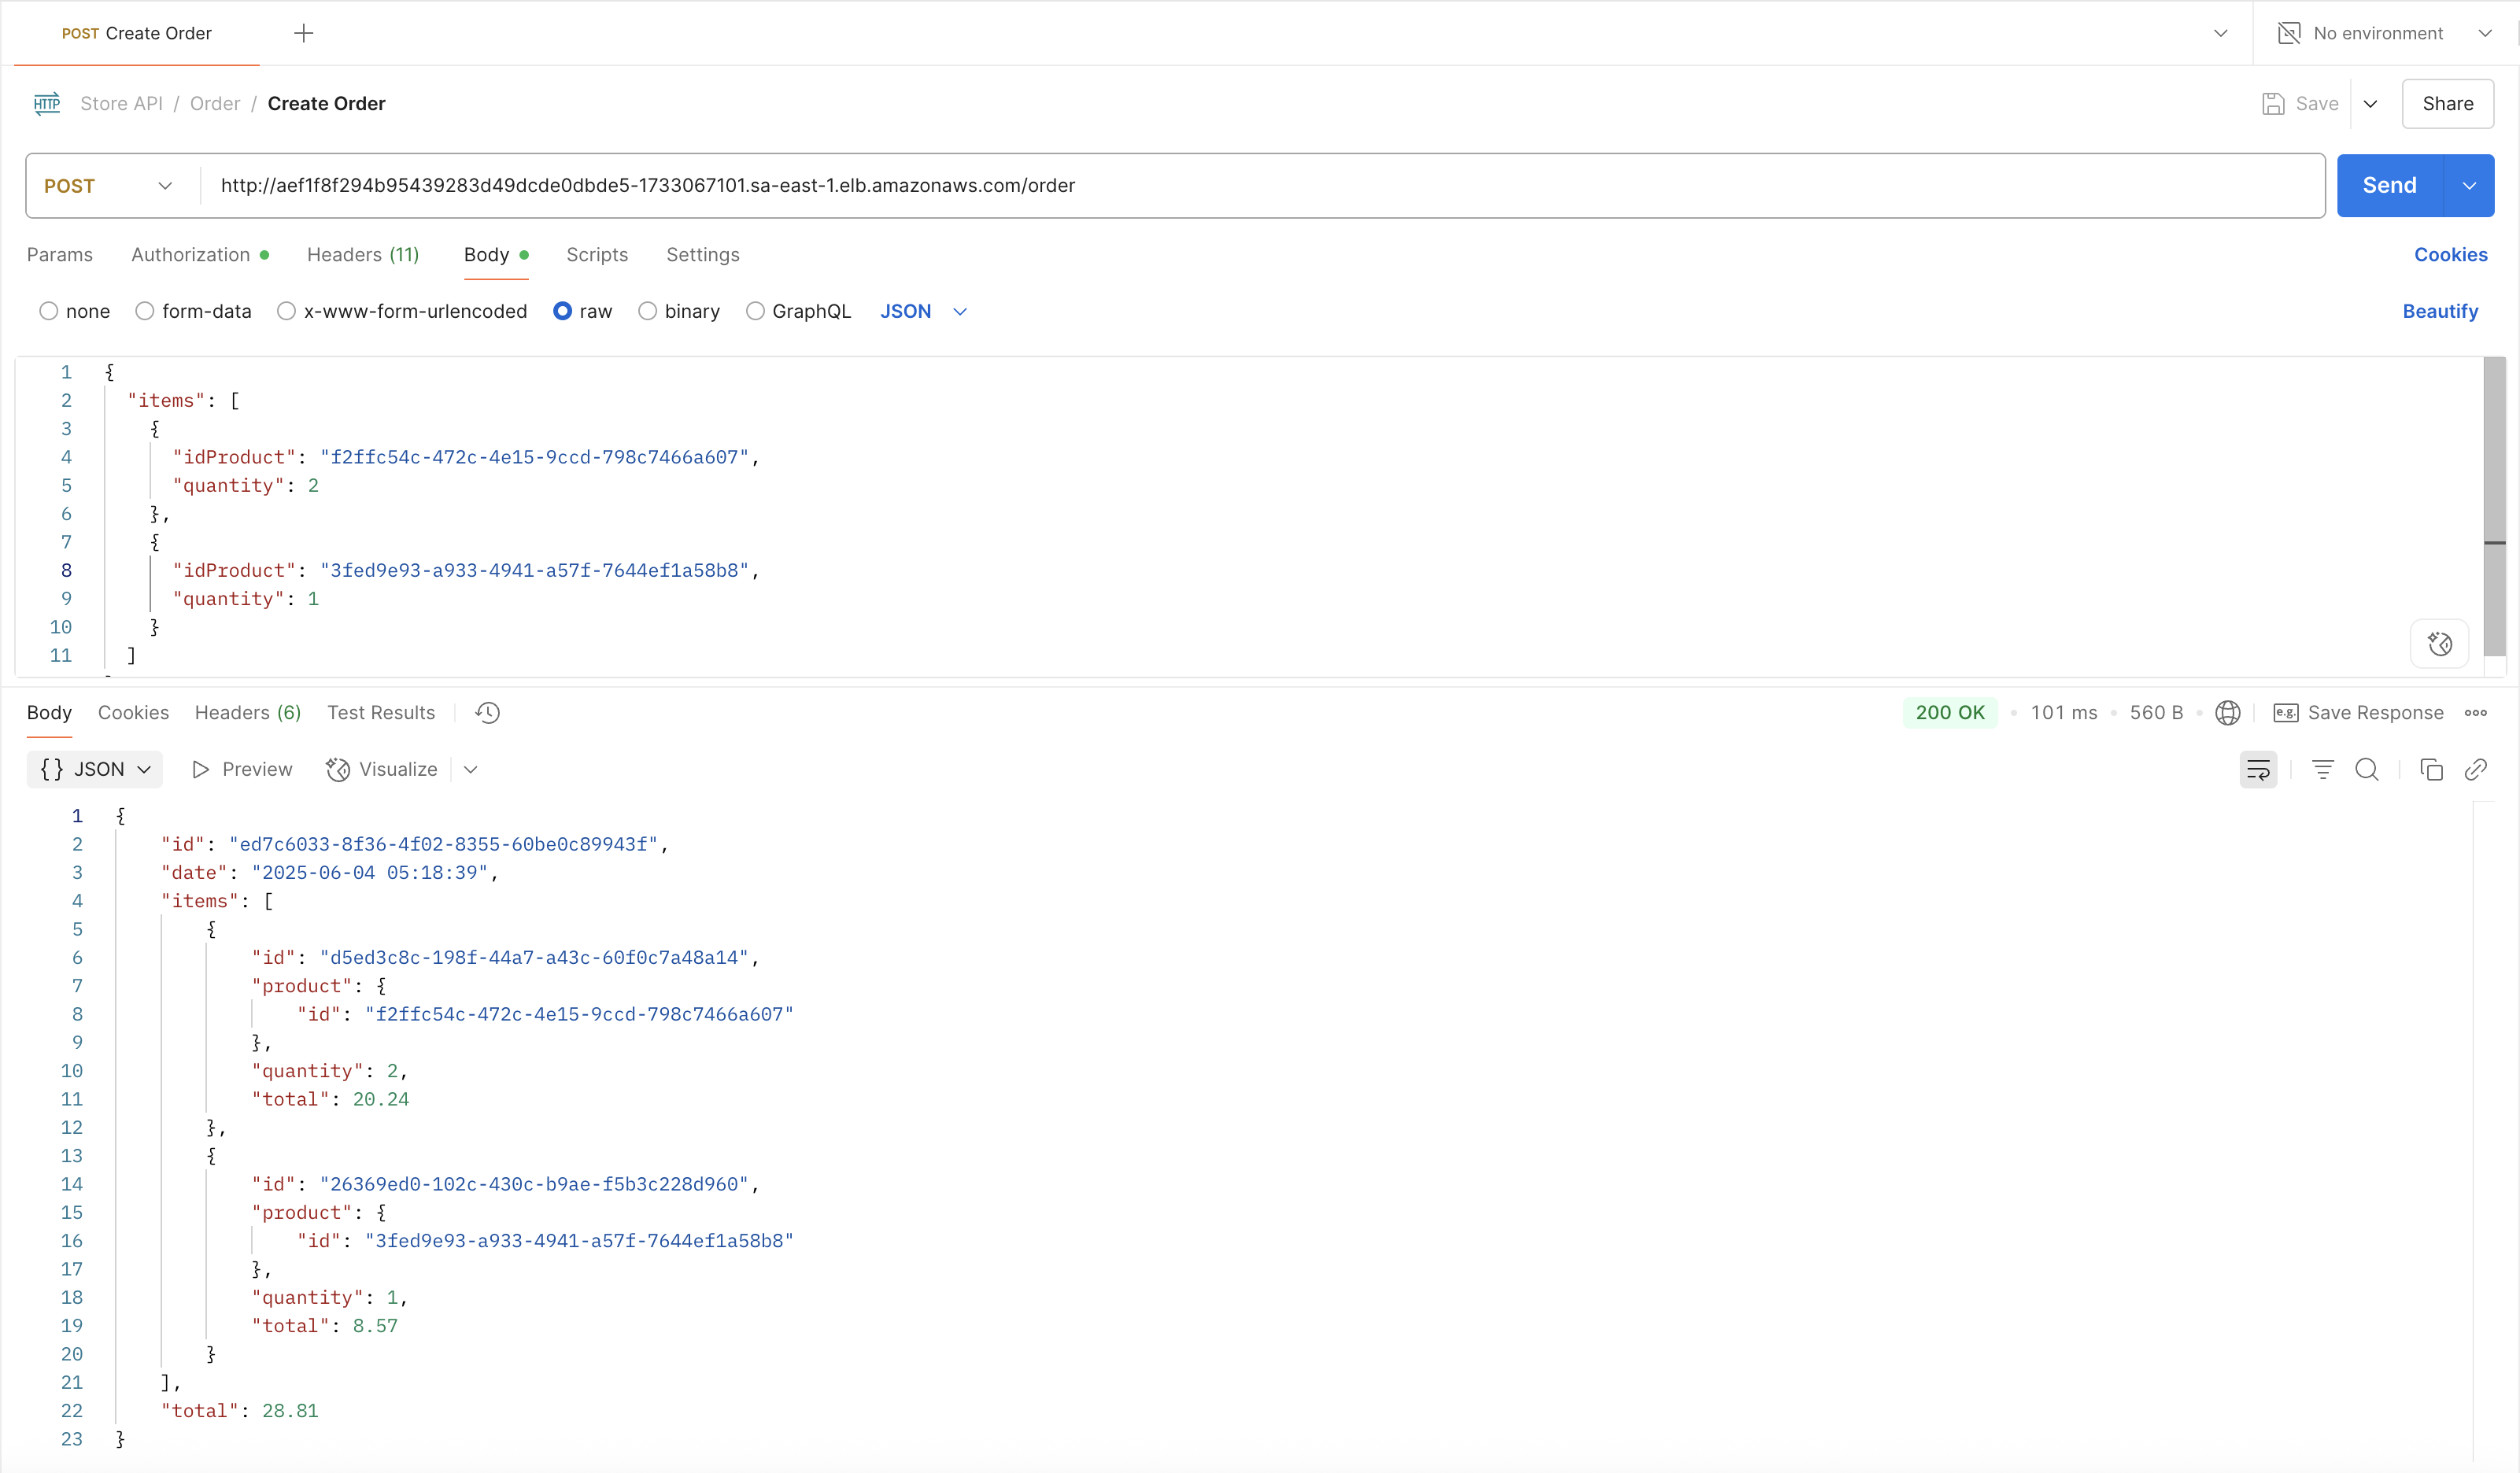 POST Create Order
No environment
HTTP Store API / Order / Create Order
Save
Share
POST http://aef1f8f294b95439283d49dcde0dbde5-1733067101.sa-east-1.elb.amazonaws.com/order
Send
Params Authorization Headers (11) Body Scripts Settings
Cookies
none form-data x-www-form-urlencoded raw binary GraphQL JSON
Beautify
1 {
2 "items": [
3 {
4 "idProduct": "f2ffc54c-472c-4e15-9ccd-798c7466a607",
5 "quantity": 2
6 },
7 {
8 "idProduct": "3fed9e93-a933-4941-a57f-7644ef1a58b8",
9 "quantity": 1
10 }
11 ]
Body Cookies Headers (6) Test Results
200 OK 101 ms 560 B e.g. Save Response
{} JSON Preview Visualize
1 {
2 "id": "ed7c6033-8f36-4f02-8355-60be0c89943f",
3 "date": "2025-06-04 05:18:39",
4 "items": [
5 {
6 "id": "d5ed3c8c-198f-44a7-a43c-60f0c7a48a14",
7 "product": {
8 "id": "f2ffc54c-472c-4e15-9ccd-798c7466a607"
9 },
10 "quantity": 2,
11 "total": 20.24
12 },
13 {
14 "id": "26369ed0-102c-430c-b9ae-f5b3c228d960",
15 "product": {
16 "id": "3fed9e93-a933-4941-a57f-7644ef1a58b8"
17 },
18 "quantity": 1,
19 "total": 8.57
20 }
21 ],
22 "total": 28.81
23 }